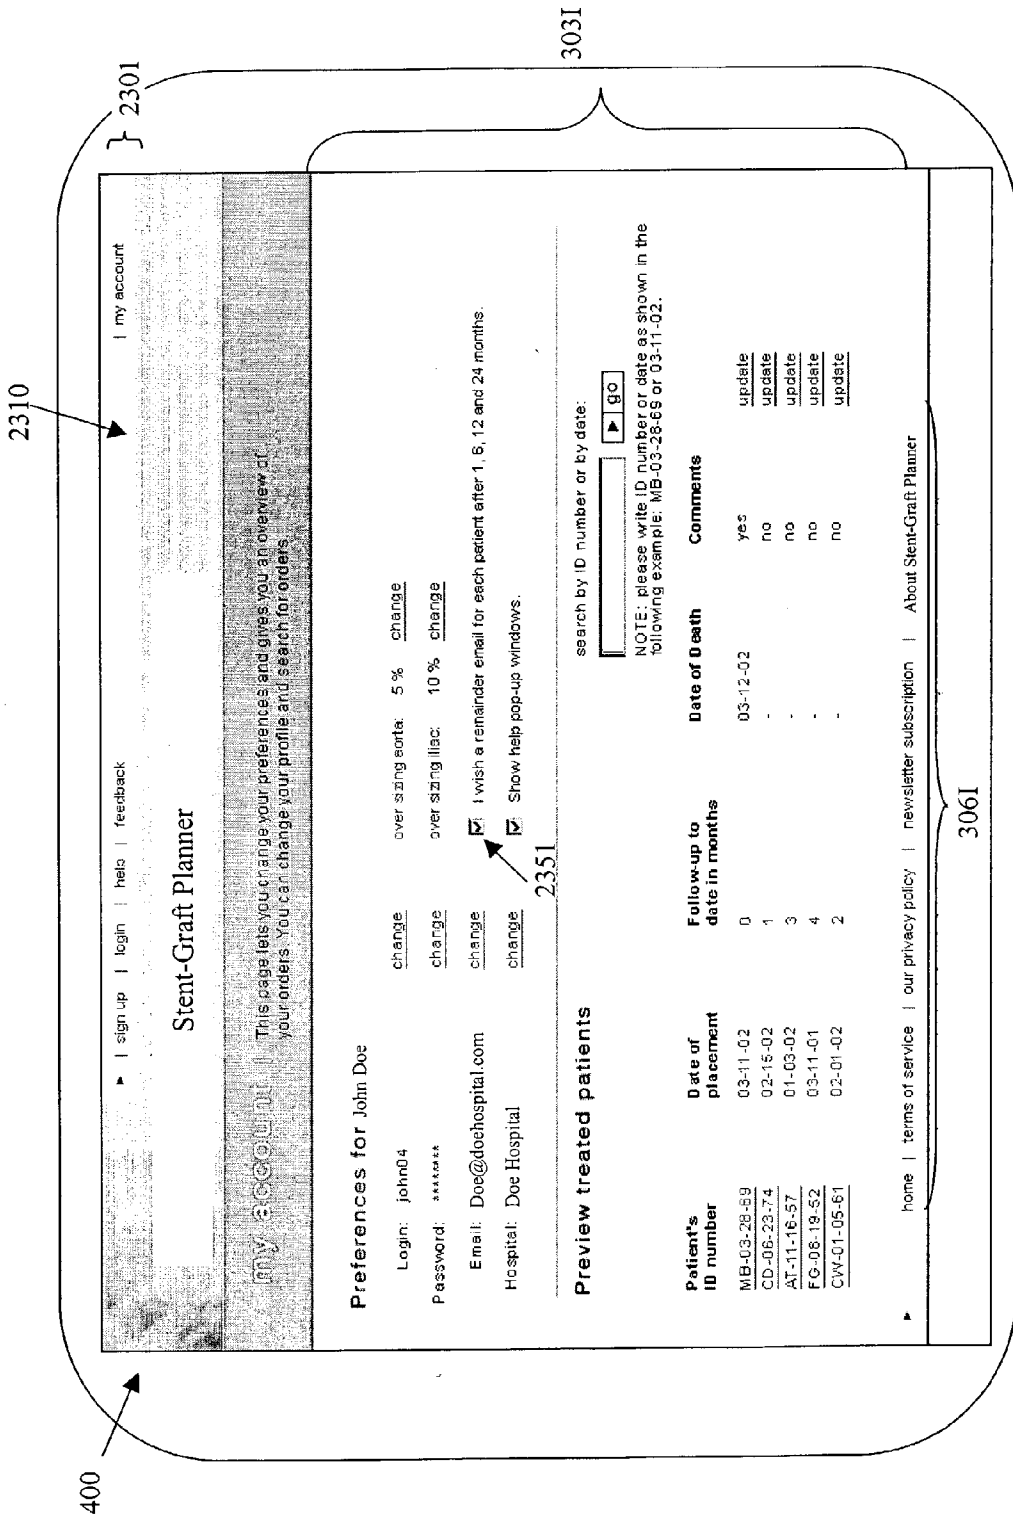 2310
2301
400
303I
▸ | sign up | login | help | feedback | my account
Stent-Graft Planner
my account | This page lets you change your preferences and gives you an overview of
your orders. You can change your profile and search for orders.
Preferences for John Doe
Login: john04 change over sizing aorta: 5 % change
Password: ******** change over sizing iliac: 10 % change
Email: Doe@doehospital.com change I wish a remainder email for each patient after 1, 6, 12 and 24 months.
Hospital: Doe Hospital change Show help pop-up windows.
2351
Preview treated patients
search by ID number or by date:
▸ go
NOTE: please write ID number or date as shown in the
following example: MB-03-28-69 or 03-11-02.
Patient's Date of Follow-up to Date of Death Comments
ID number placement date in months
MB-03-28-69 03-11-02 0 03-12-02 yes update
CD-06-23-74 02-15-02 1 - no update
AT-11-16-57 01-03-02 3 - no update
FG-08-19-52 03-11-01 4 - no update
CW-01-05-61 02-01-02 2 - no update
▸ home | terms of service | our privacy policy | newsletter subscription | About Stent-Graft Planner
306I